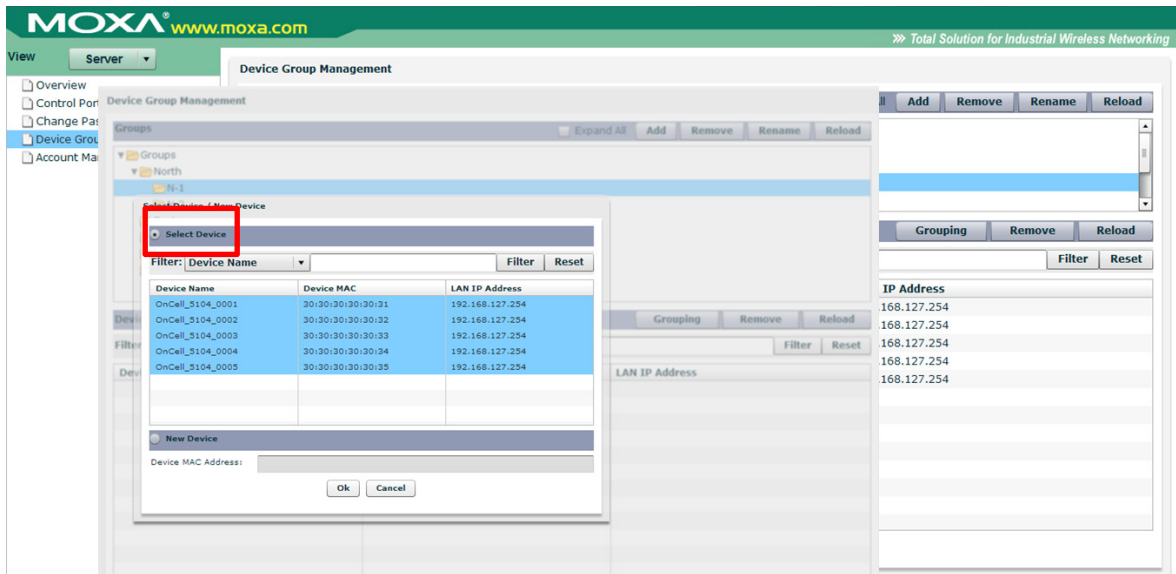 MOXA® www.moxa.com
Total Solution for Industrial Wireless Networking
View Server
Overview
Control Por
Change Pas
Device Grou
Account Ma
Device Group Management
Add Remove Rename Reload
Grouping Remove Reload
Filter Reset
IP Address
.168.127.254
.168.127.254
.168.127.254
.168.127.254
.168.127.254
Device Group Management
Groups Expand All Add Remove Rename Reload
Groups
North
N-1
Devi Grouping Remove Reload
Filter Filter Reset
Devi LAN IP Address
Select Device / New Device
Select Device
Filter: Device Name Filter Reset
Device Name Device MAC LAN IP Address
OnCell_5104_0001 30:30:30:30:30:31 192.168.127.254
OnCell_5104_0002 30:30:30:30:30:32 192.168.127.254
OnCell_5104_0003 30:30:30:30:30:33 192.168.127.254
OnCell_5104_0004 30:30:30:30:30:34 192.168.127.254
OnCell_5104_0005 30:30:30:30:30:35 192.168.127.254
New Device
Device MAC Address:
Ok Cancel